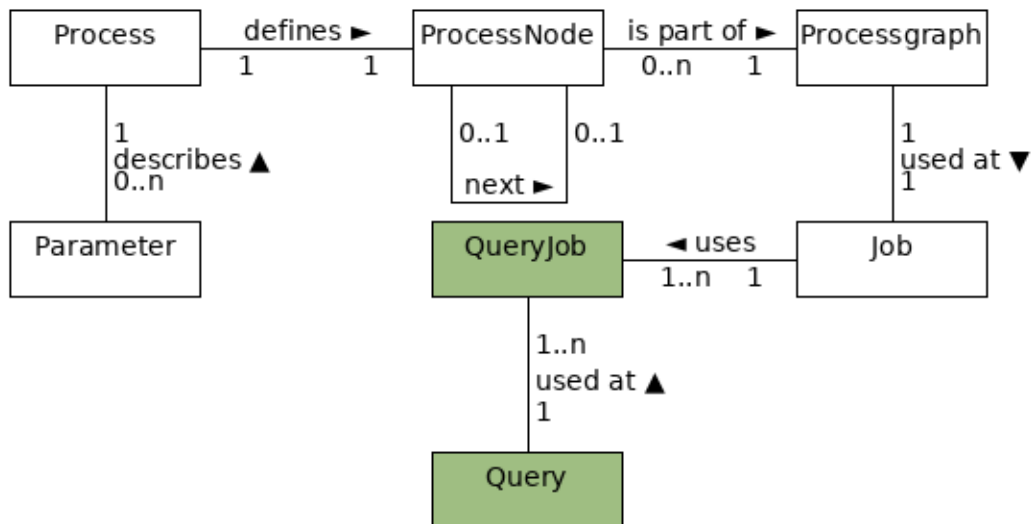 Process
defines ►
1 1
ProcessNode
is part of ►
0..n 1
Processgraph
1
describes ▲
0..n
0..1 0..1
next ►
1
used at ▼
1
Parameter
QueryJob
◄ uses
1..n 1
Job
1..n
used at ▲
1
Query